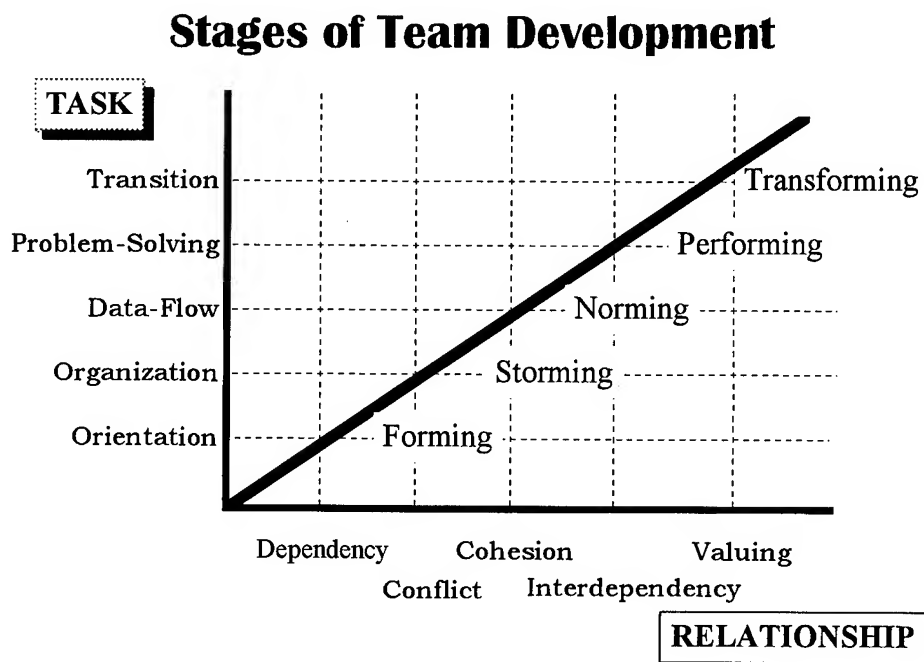 Stages of Team Development
TASK
Transition
Transforming
Problem-Solving
Performing
Data-Flow
Norming
Organization
Storming
Orientation
Forming
Dependency
Cohesion
Valuing
Conflict
Interdependency
RELATIONSHIP